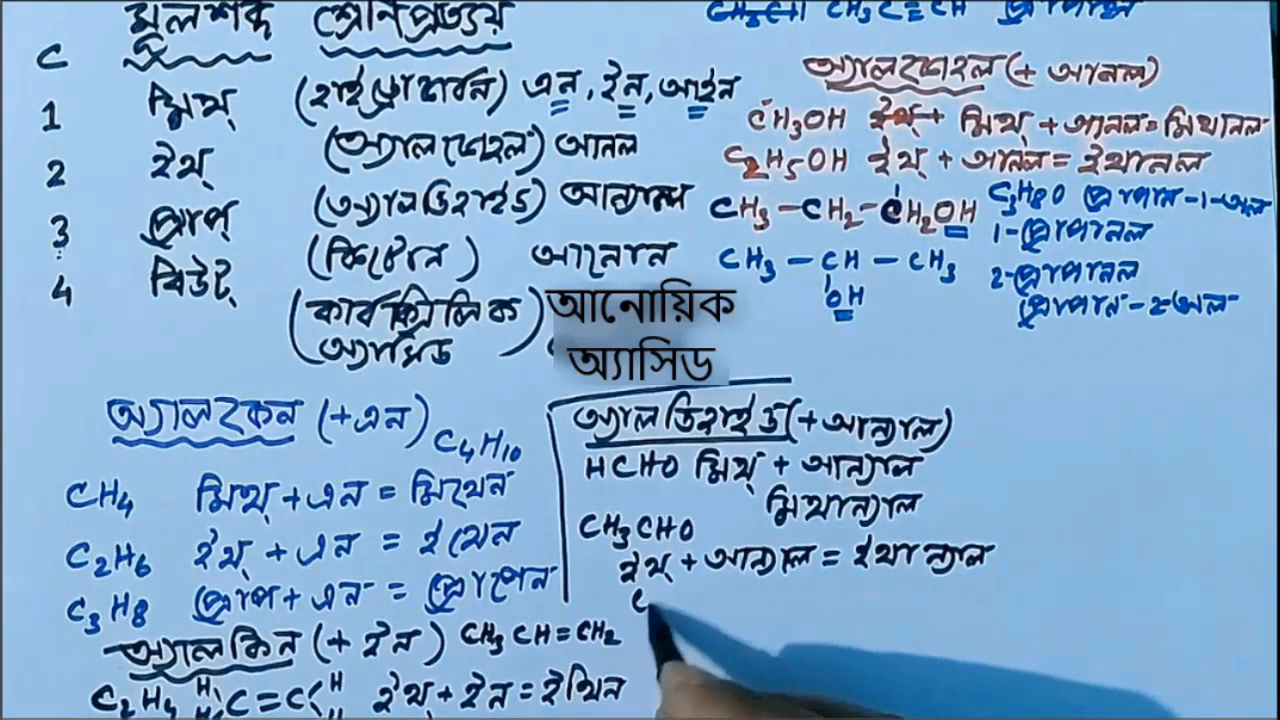 মূলশব্দ শ্রেণিপ্রত্যয়
C
1 মিথ্ (হাইড্রোকার্বন) এন, ইন, আইন
2 ইথ্ (অ্যালকোহল) আনল
3 প্রোপ্ (অ্যালডিহাইড) আন্যাল
4 বিউট্ (কিটোন) আনোন
(কার্বক্সিলিক অ্যাসিড) আনোয়িক অ্যাসিড
CH3C≡CH
অ্যালকোহল (+ আনল)
CH3OH মিথ্ + আনল = মিথানল
C2H5OH ইথ্ + আনল = ইথানল
CH3 – CH2 – CH2OH C3H8O প্রোপান-1-অল
1-প্রোপানল
CH3 – CH – CH3 2-প্রোপানল
OH প্রোপান-2-অল
অ্যালকেন (+এন) C4H10
CH4 মিথ্ + এন = মিথেন
C2H6 ইথ্ + এন = ইথেন
C3H8 প্রোপ + এন = প্রোপেন
অ্যালকিন (+ ইন) CH3 CH=CH2
C2H4 ইথ্ + ইন = ইথিন
অ্যালডিহাইড (+আন্যাল)
HCHO মিথ্ + আন্যাল
মিথান্যাল
CH3CHO
ইথ্ + আন্যাল = ইথান্যাল